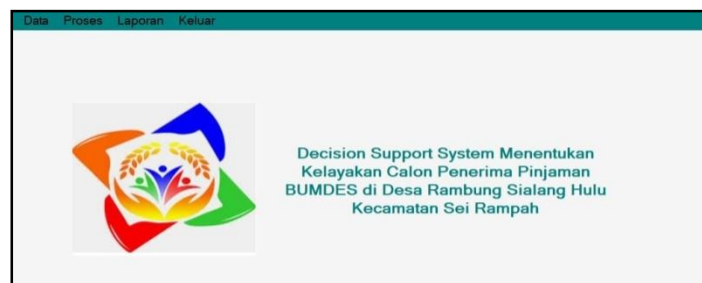 Data Proses Laporan Keluar
Decision Support System Menentukan
Kelayakan Calon Penerima Pinjaman
BUMDES di Desa Rambung Sialang Hulu
Kecamatan Sei Rampah